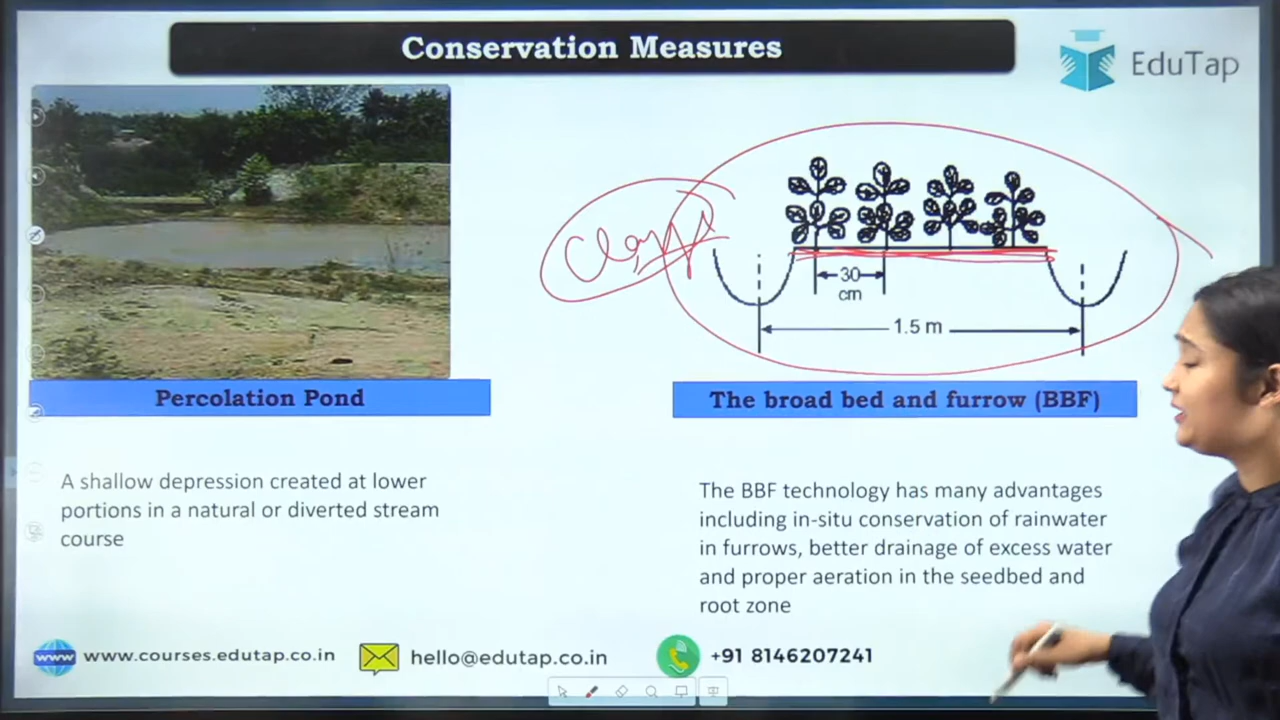 Conservation Measures
EduTap
30
cm
1.5 m
Percolation Pond
The broad bed and furrow (BBF)
A shallow depression created at lower
portions in a natural or diverted stream
course
The BBF technology has many advantages
including in-situ conservation of rainwater
in furrows, better drainage of excess water
and proper aeration in the seedbed and
root zone
www
www.courses.edutap.co.in
hello@edutap.co.in
+91 8146207241